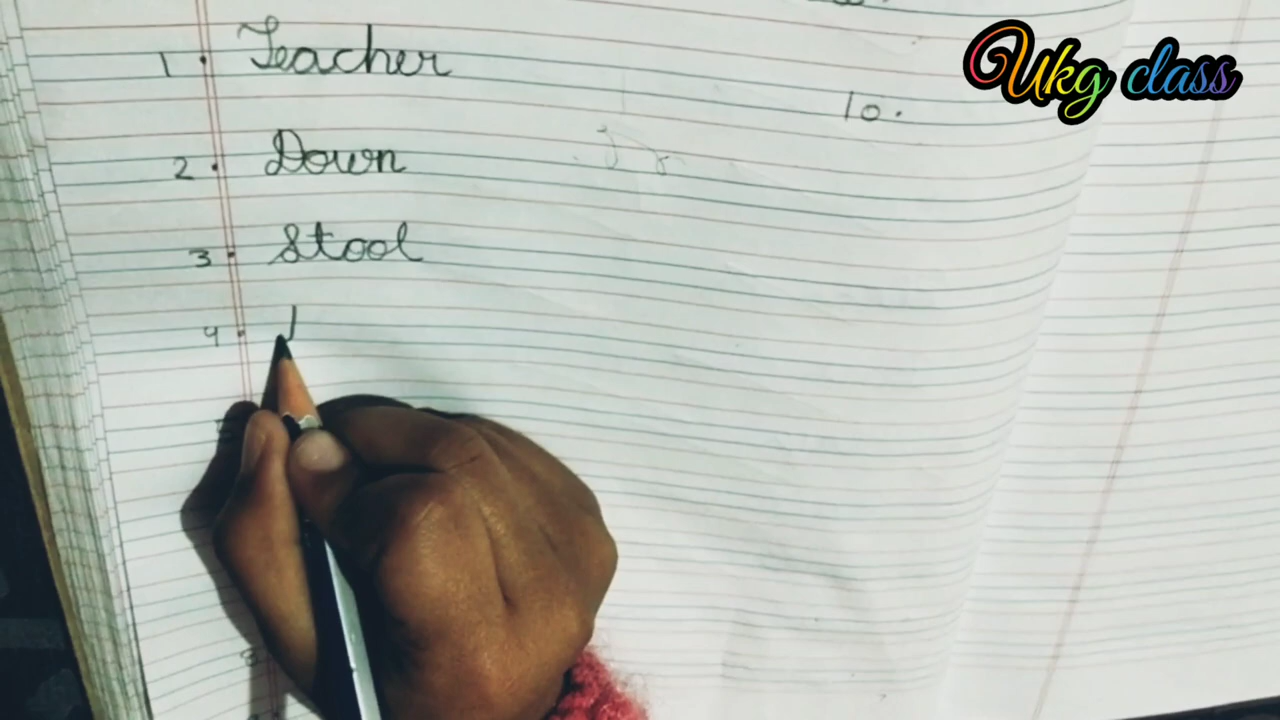 Ukg class
1. Teacher
10.
2. Down
3. Stool
4.